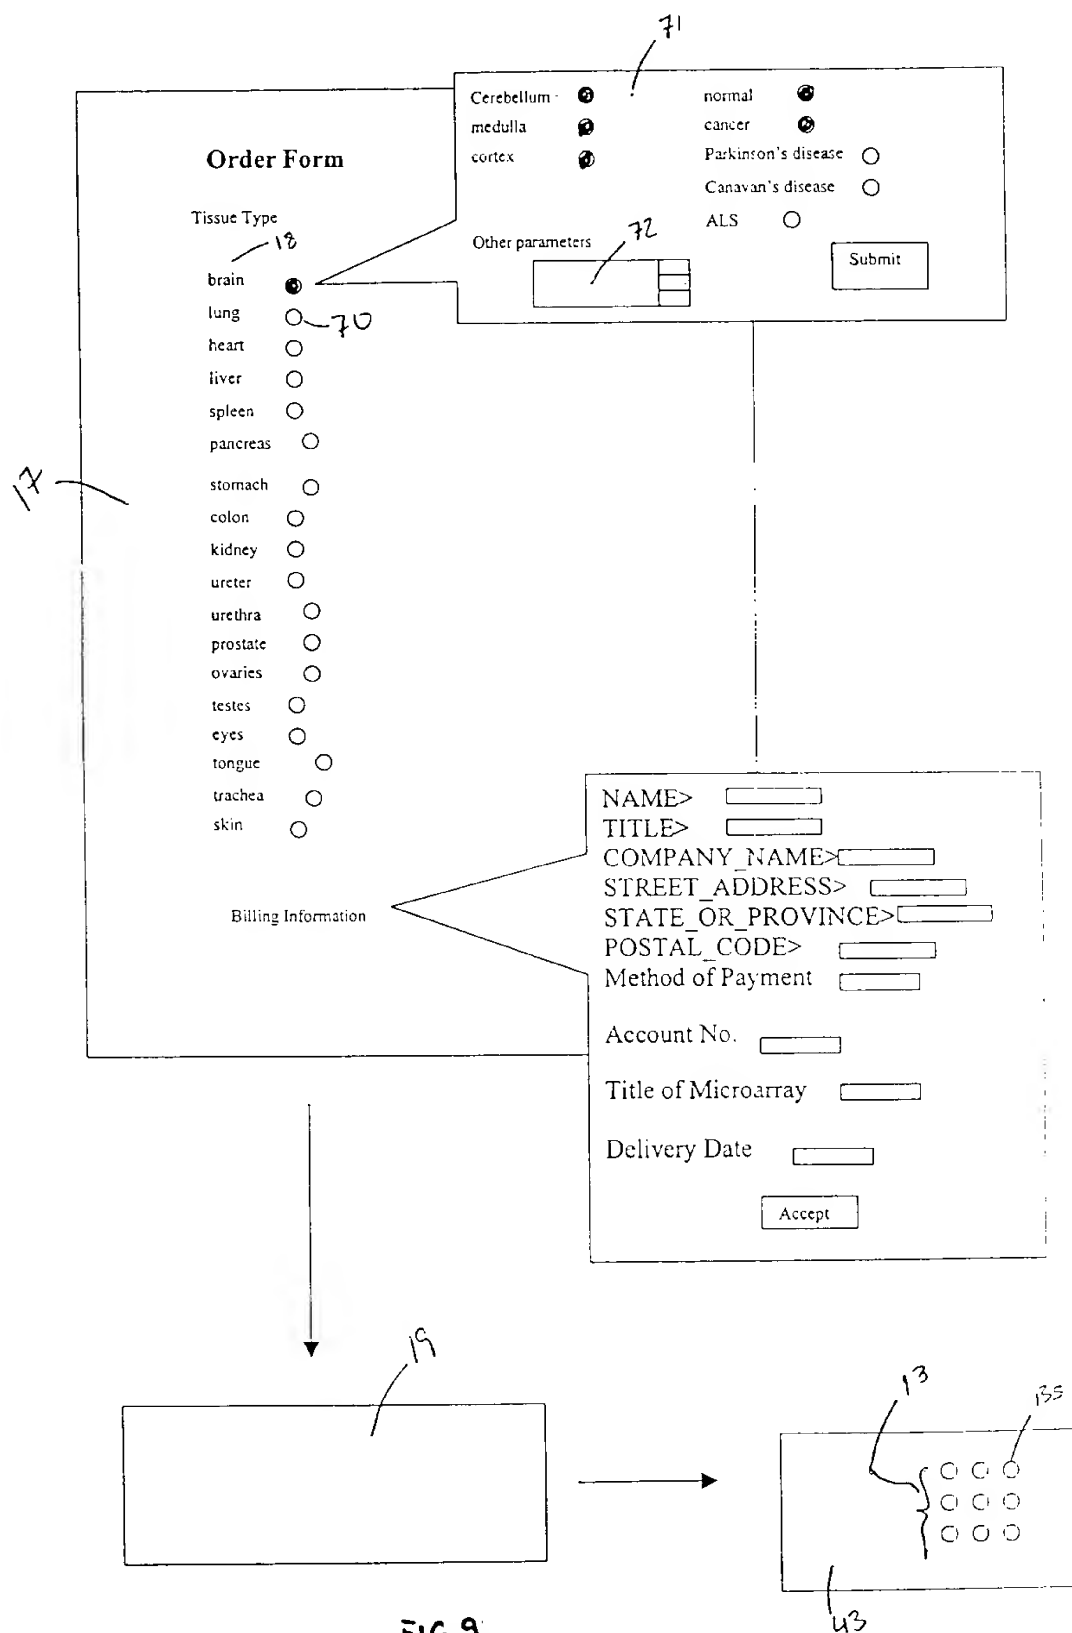 71
Cerebellum
normal
medulla
cancer
cortex
Parkinson's disease
Canavan's disease
ALS
Other parameters
72
Submit
Order Form
Tissue Type
18
brain
lung
70
heart
liver
spleen
pancreas
17
stomach
colon
kidney
ureter
urethra
prostate
ovaries
testes
eyes
tongue
trachea
skin
Billing Information
NAME>
TITLE>
COMPANY_NAME>
STREET_ADDRESS>
STATE_OR_PROVINCE>
POSTAL_CODE>
Method of Payment
Account No.
Title of Microarray
Delivery Date
Accept
19
13
13s
43
FIG 9